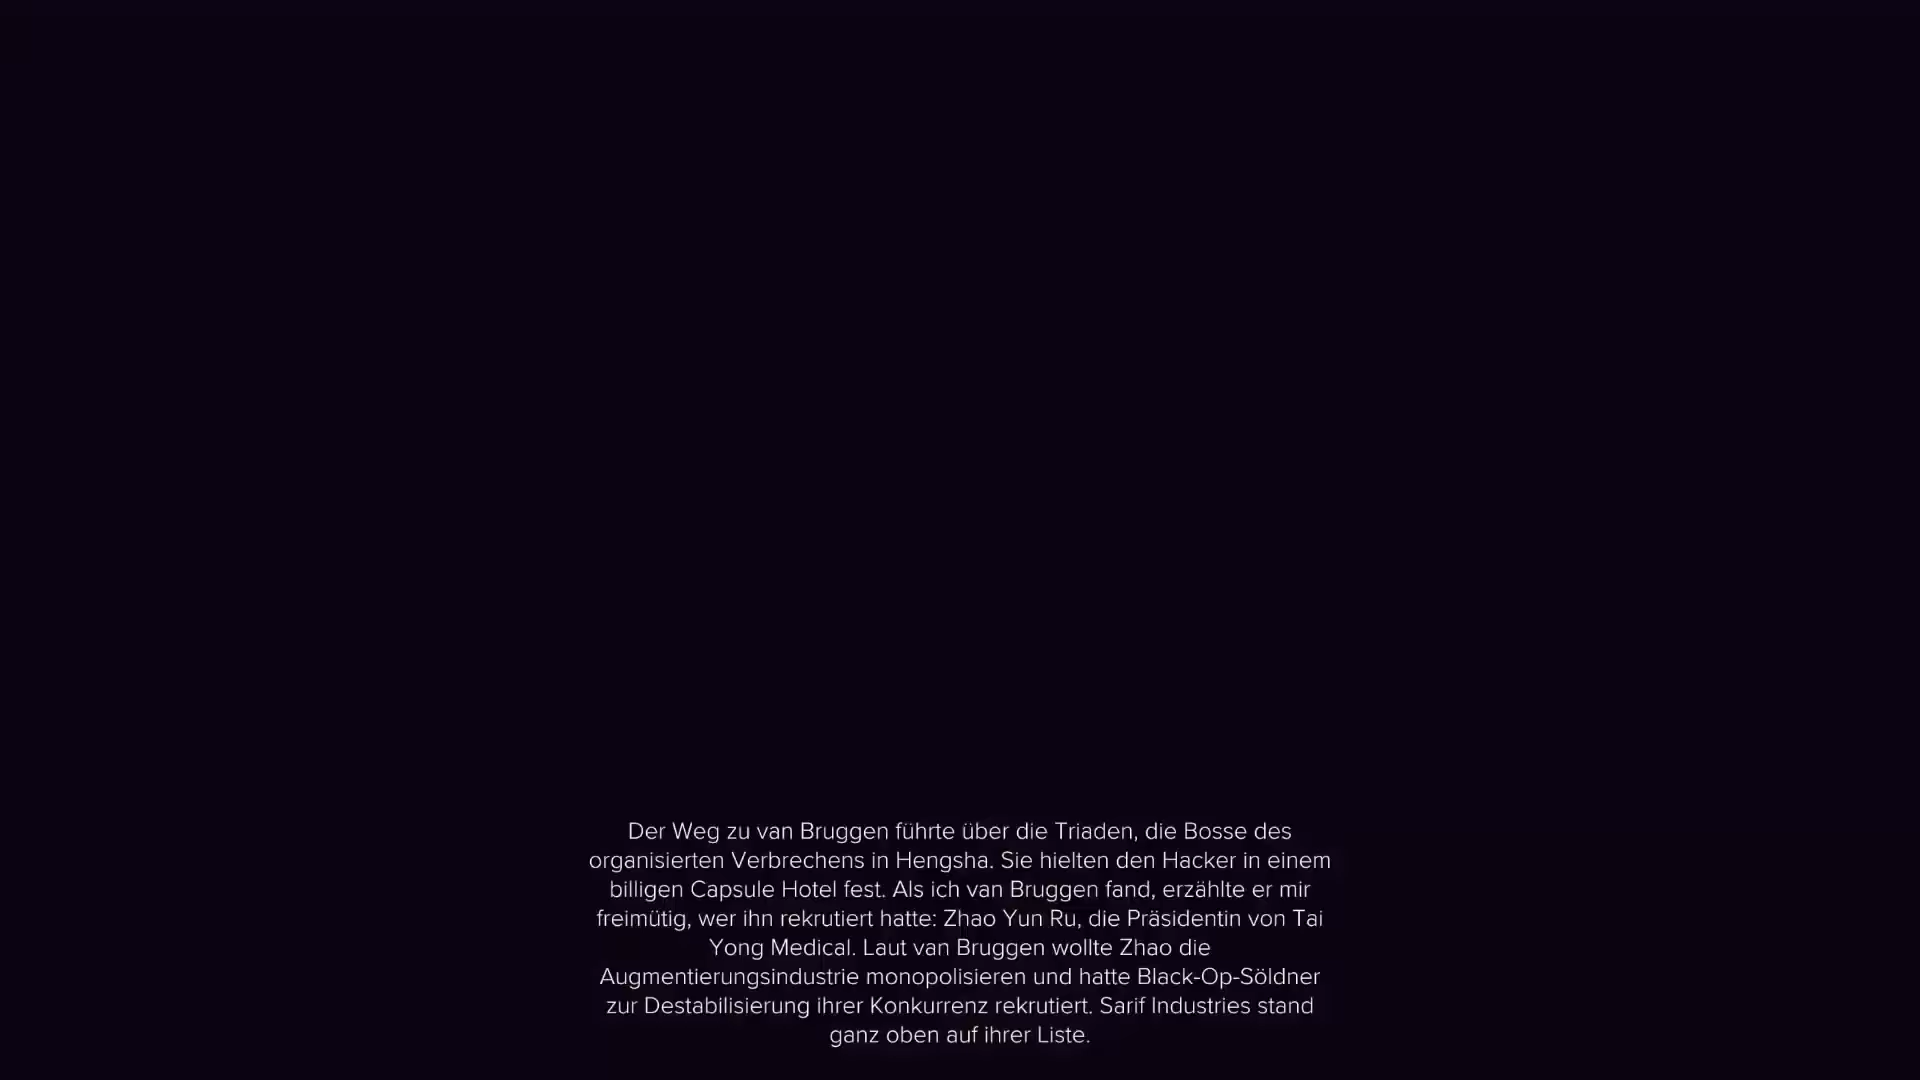 Der Weg zu van Bruggen führte über die Triaden, die Bosse des
organisierten Verbrechens in Hengsha. Sie hielten den Hacker in einem
billigen Capsule Hotel fest. Als ich van Bruggen fand, erzählte er mir
freimütig, wer ihn rekrutiert hatte: Zhao Yun Ru, die Präsidentin von Tai
Yong Medical. Laut van Bruggen wollte Zhao die
Augmentierungsindustrie monopolisieren und hatte Black-Op-Söldner
zur Destabilisierung ihrer Konkurrenz rekrutiert. Sarif Industries stand
ganz oben auf ihrer Liste.